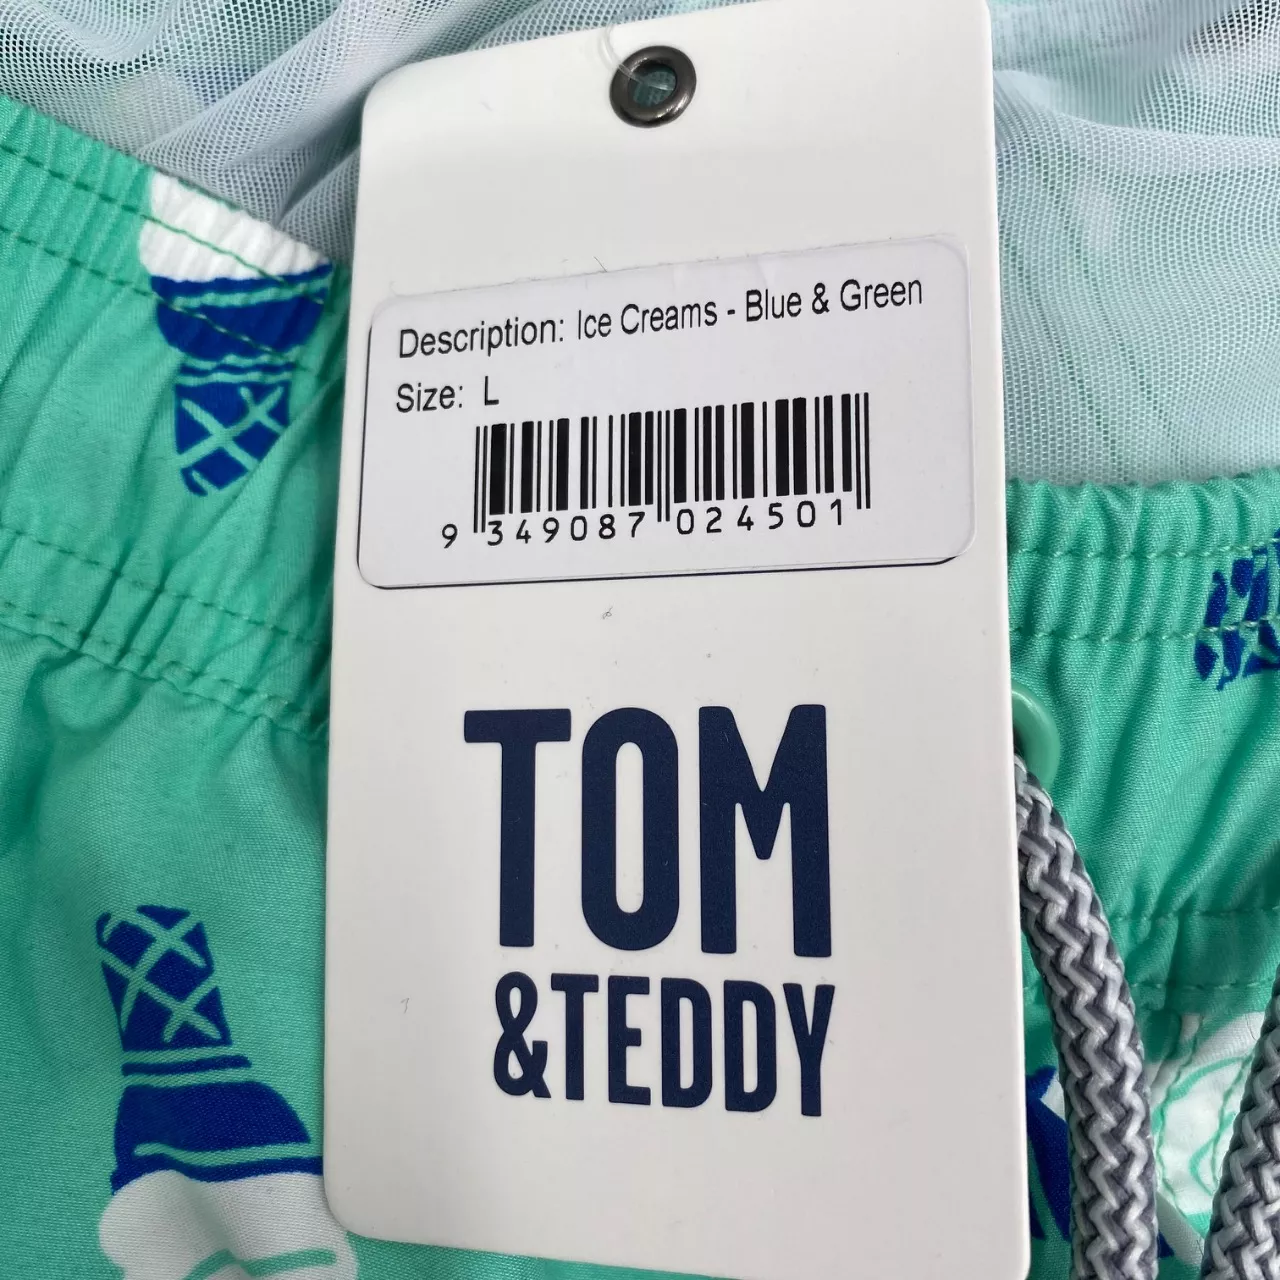 Description: Ice Creams - Blue & Green
Size: L
9 349087 024501
TOM
&TEDDY